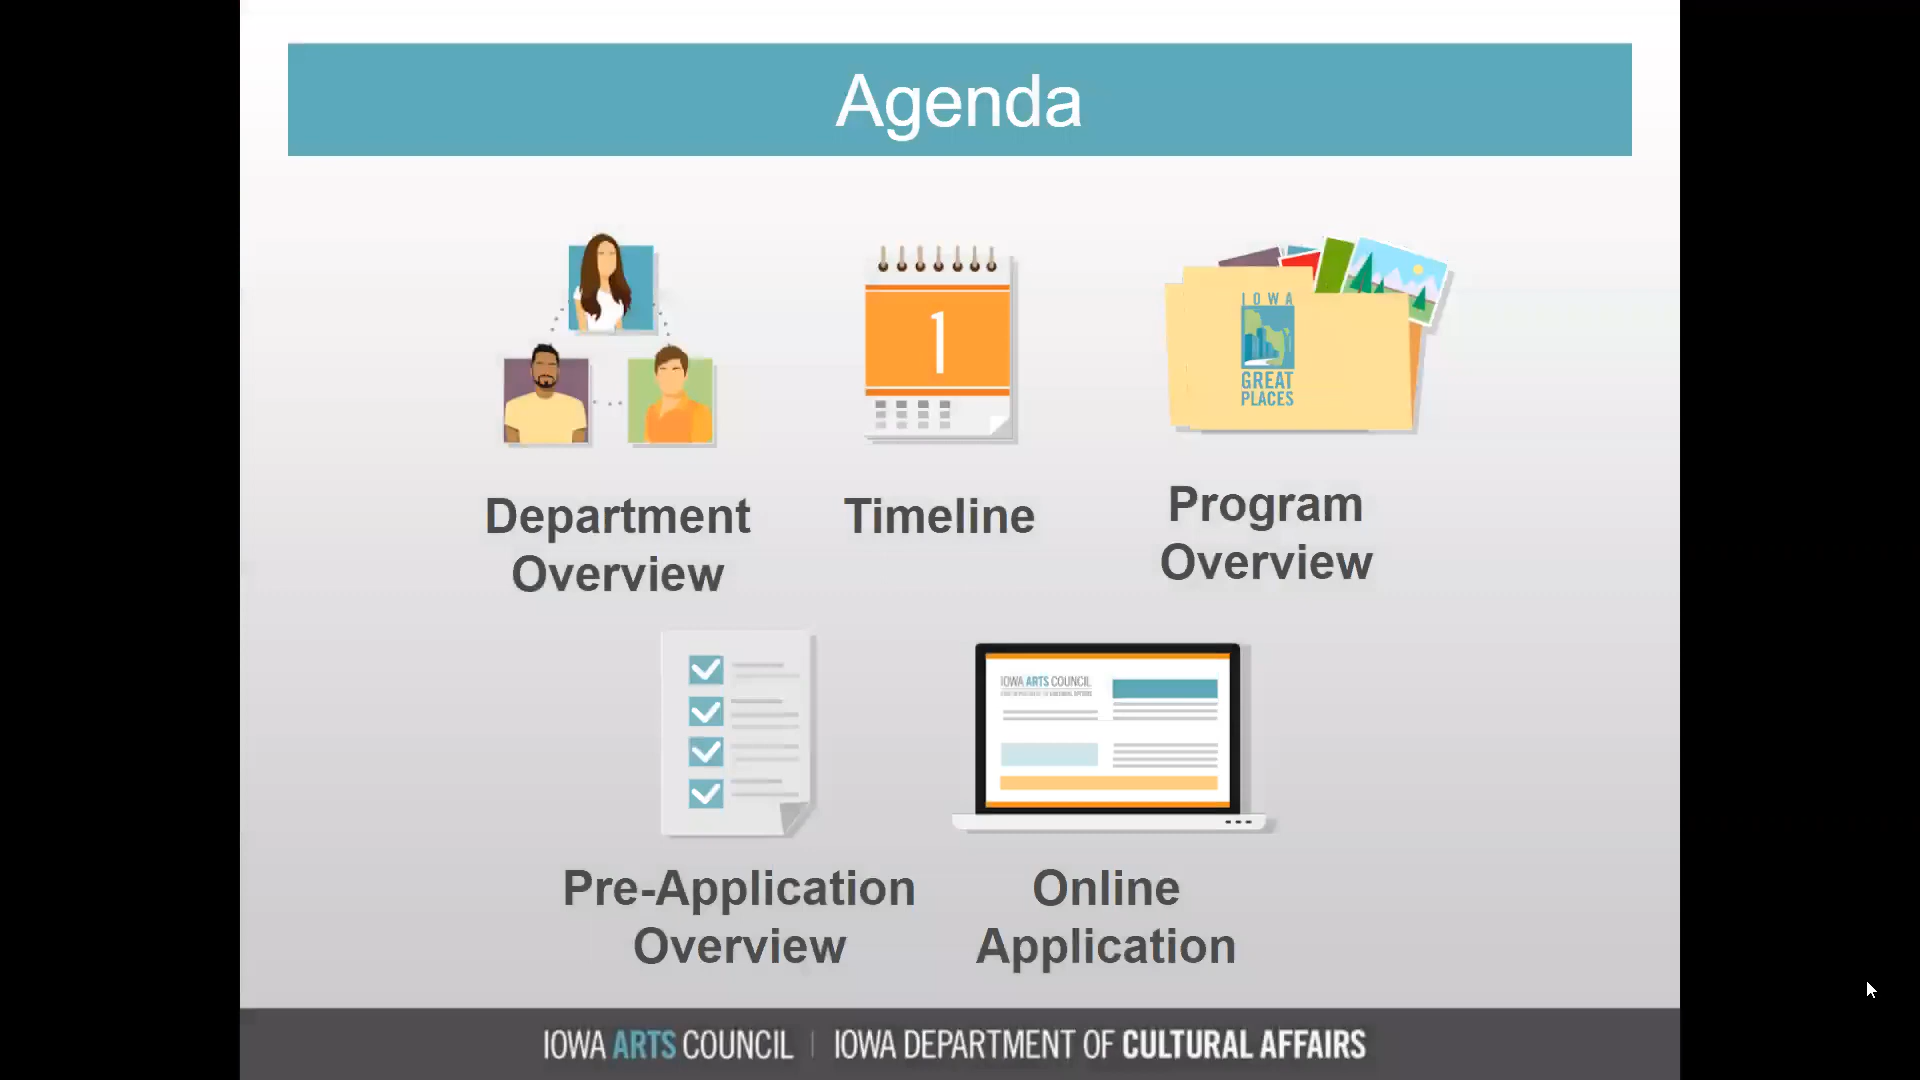 Agenda
1
IOWA
GREAT
PLACES
Department
Overview
Timeline
Program
Overview
IOWA ARTS COUNCIL
Pre-Application
Overview
Online
Application
IOWA ARTS COUNCIL | IOWA DEPARTMENT OF CULTURAL AFFAIRS